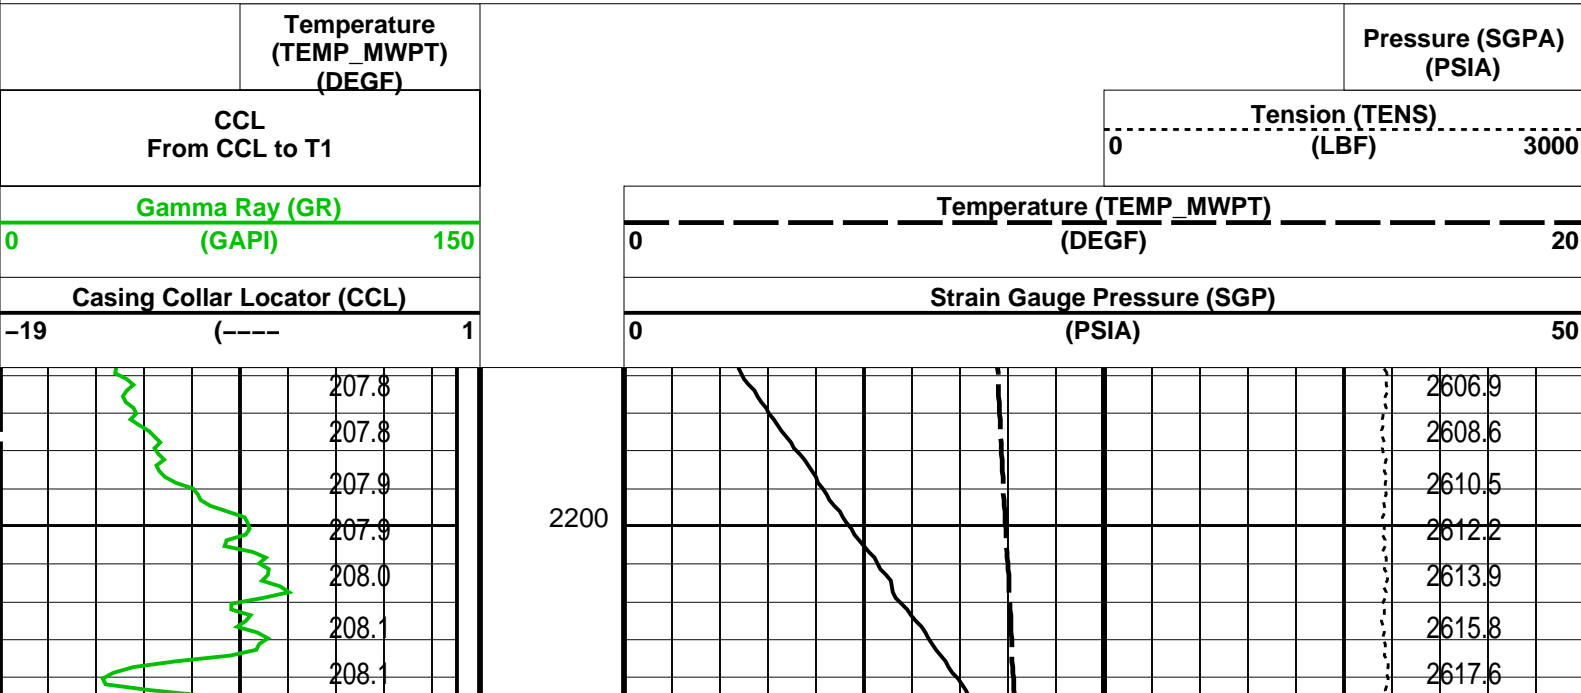 Temperature
(TEMP_MWPT)
(DEGF)
Pressure (SGPA)
(PSIA)
CCL
From CCL to T1
Tension (TENS)
0 (LBF) 3000
Gamma Ray (GR)
0 (GAPI) 150
Temperature (TEMP_MWPT)
0 (DEGF) 20
Casing Collar Locator (CCL)
–19 (–––– 1
Strain Gauge Pressure (SGP)
0 (PSIA) 50
207.8 2606.9
207.8 2608.6
207.9 2610.5
2200
207.9 2612.2
208.0 2613.9
208.1 2615.8
208.1 2617.6